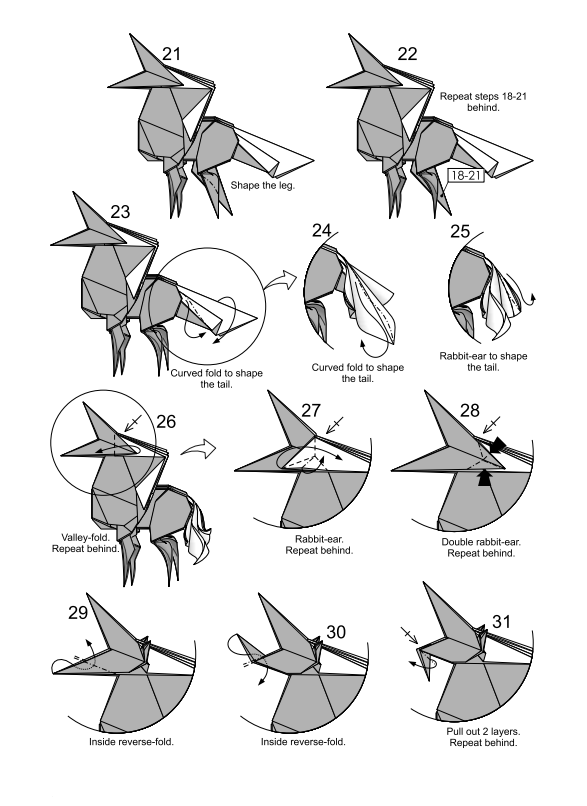 21
Shape the leg.
22
Repeat steps 18-21
behind.
18-21
23
Curved fold to shape
the tail.
24
Curved fold to shape
the tail.
25
Rabbit-ear to shape
the tail.
26
Valley-fold.
Repeat behind.
27
Rabbit-ear.
Repeat behind.
28
Double rabbit-ear.
Repeat behind.
29
Inside reverse-fold.
30
Inside reverse-fold.
31
Pull out 2 layers.
Repeat behind.